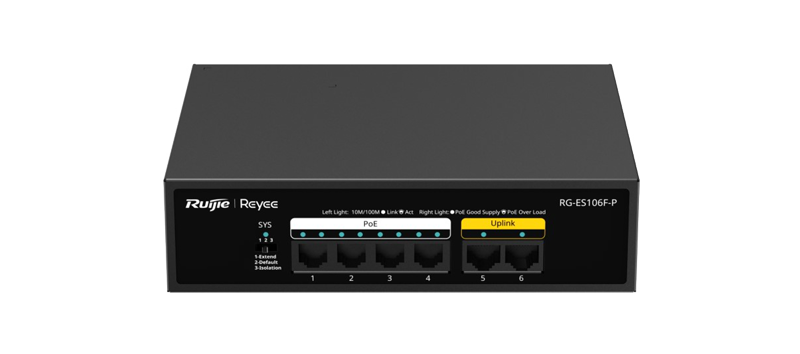 Ruijie | Reyee
RG-ES106F-P
Left Light: 10M/100M Link Act Right Light: PoE Good Supply PoE Over Load
SYS
PoE
Uplink
1 2 3
1-Extend
2-Default
3-Isolation
1 2 3 4 5 6